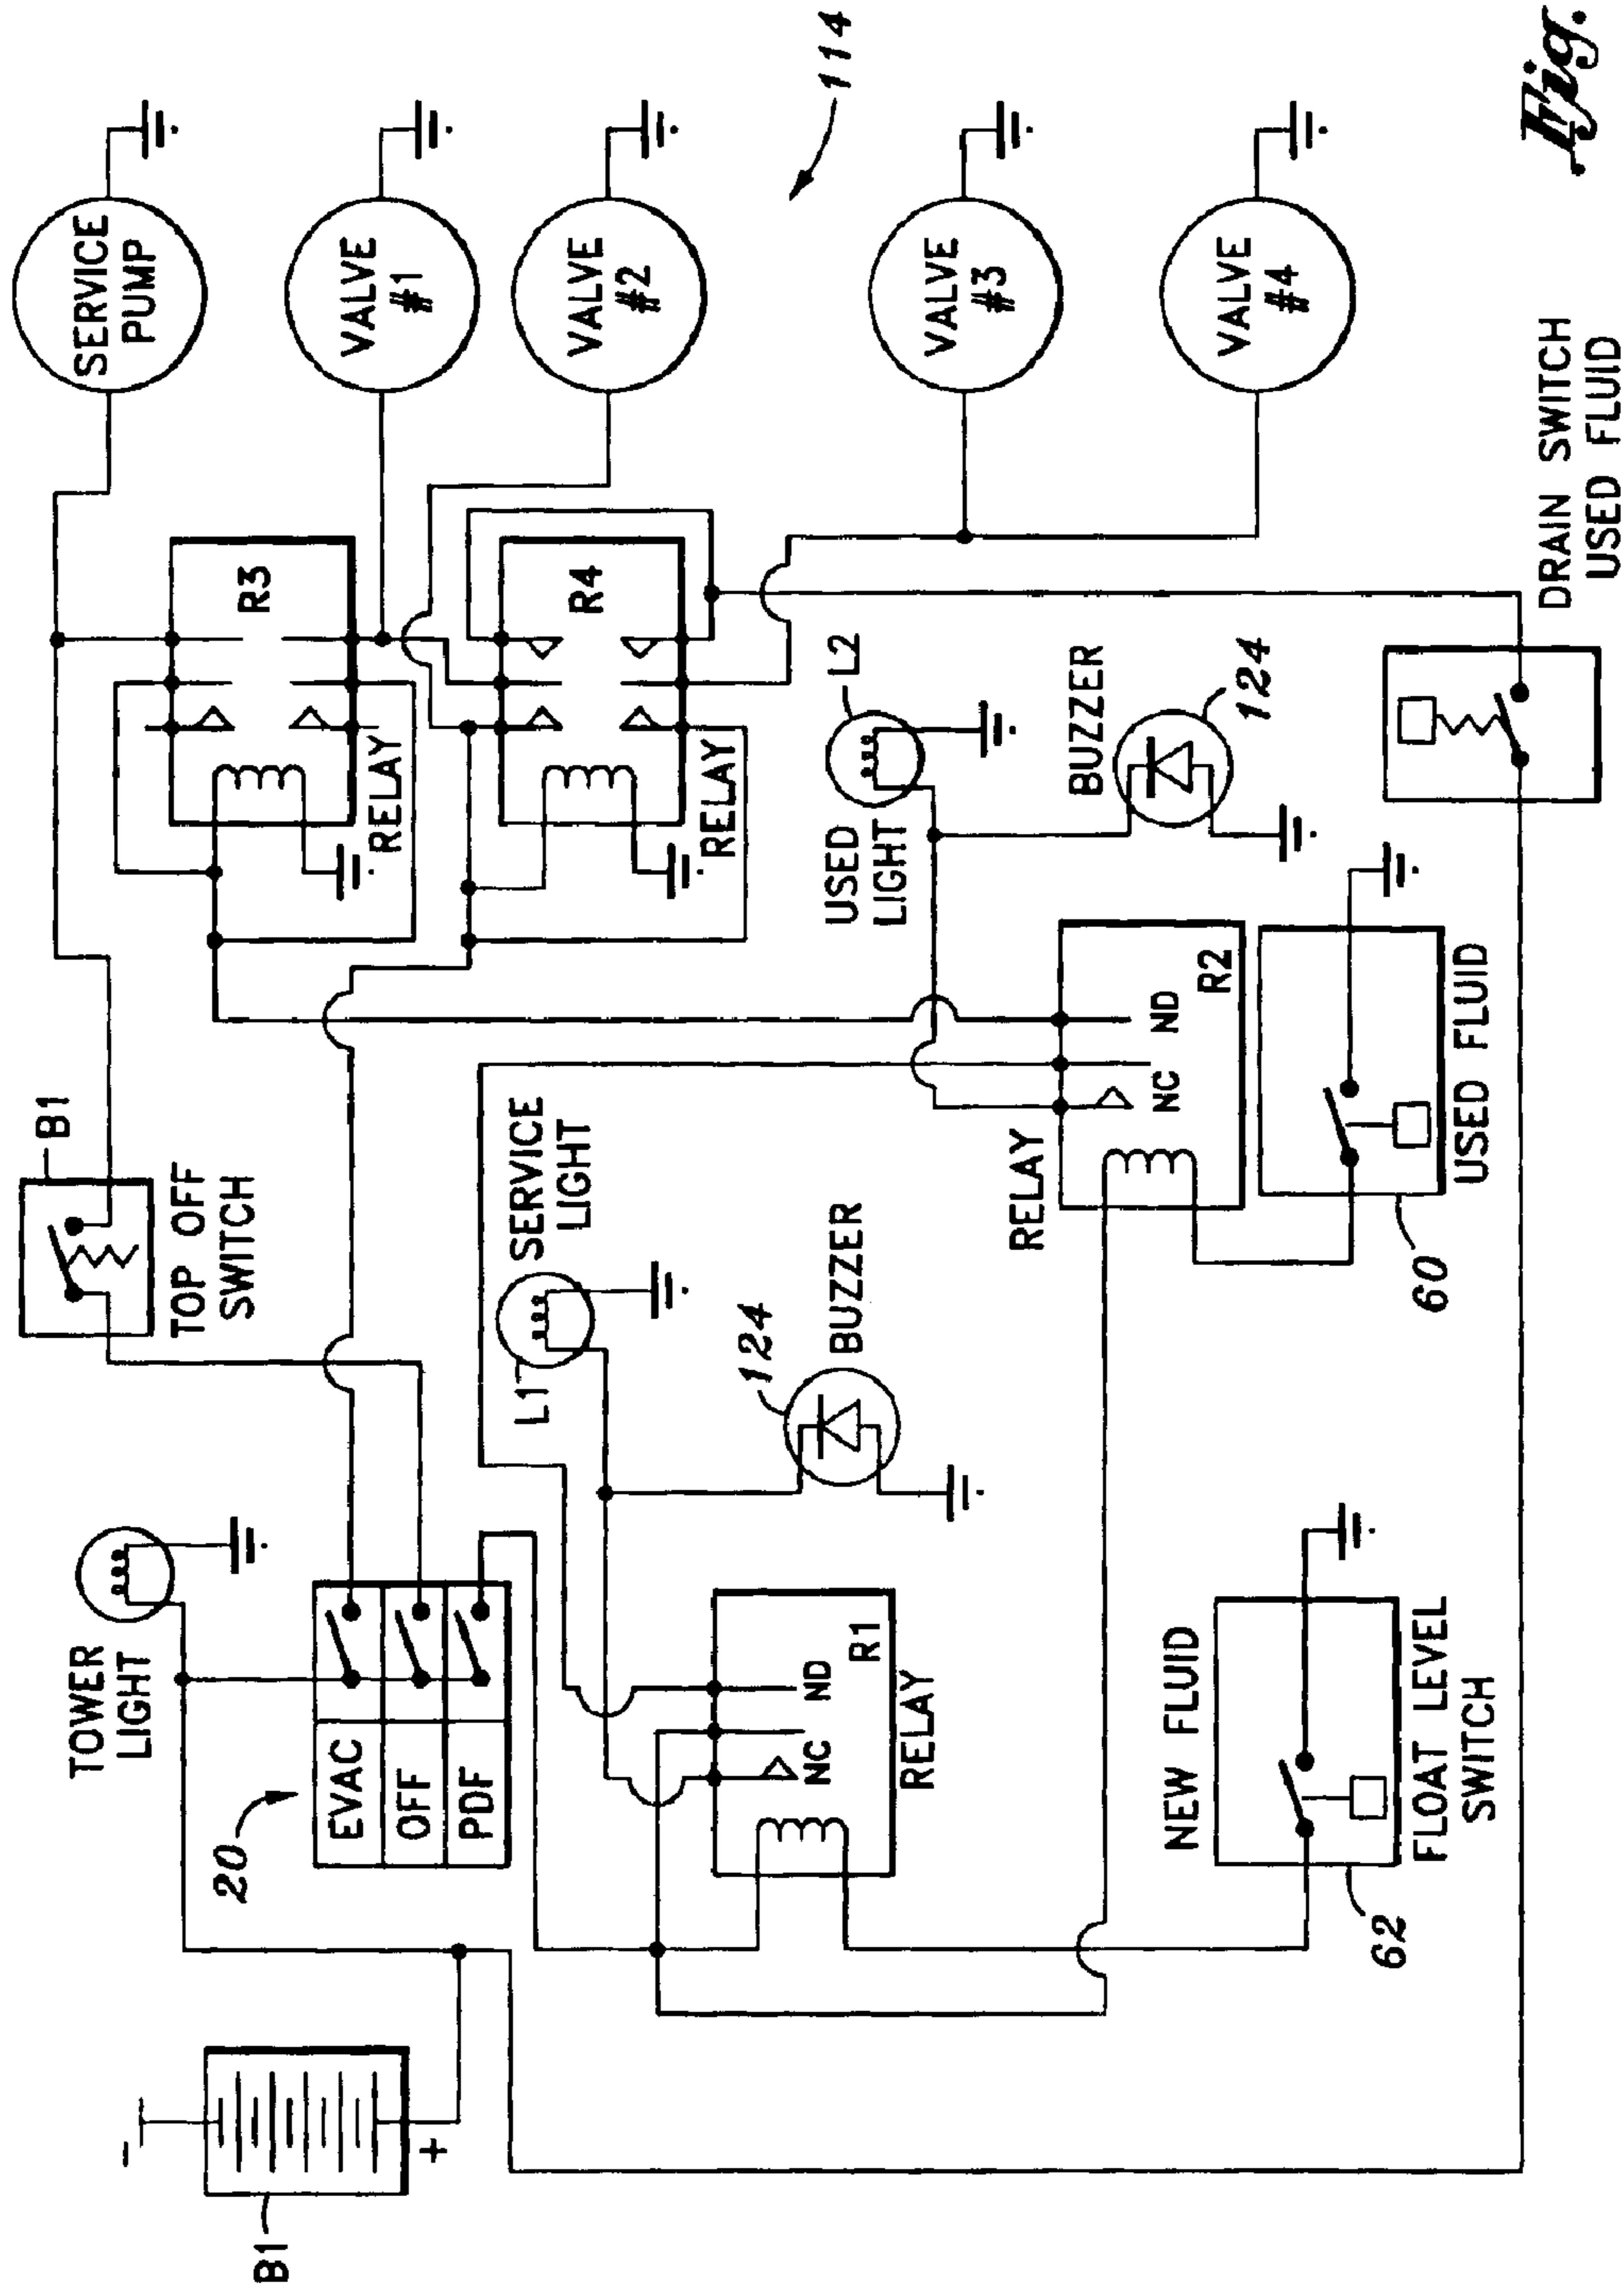 B1
-
+
TOWER
LIGHT
20
EVAC
OFF
PDF
B1
TOP OFF
SWITCH
L1
SERVICE
LIGHT
124
BUZZER
ND
NC
R1
RELAY
NEW FLUID
FLOAT LEVEL
SWITCH
62
RELAY
ND
NC
R2
USED FLUID
60
R3
RELAY
R4
RELAY
USED
LIGHT
L2
BUZZER
124
SERVICE
PUMP
VALVE
#1
VALVE
#2
VALVE
#3
VALVE
#4
114
DRAIN SWITCH
USED FLUID
Fig.